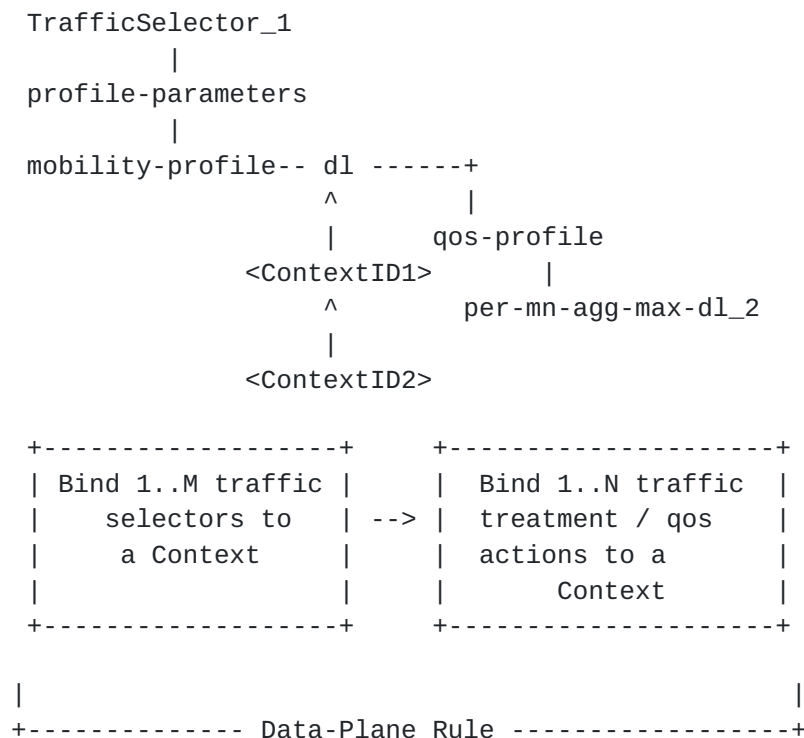 TrafficSelector_1
|
profile-parameters
|
mobility-profile-- dl ------+
^ |
| qos-profile
<ContextID1> |
^ per-mn-agg-max-dl_2
|
<ContextID2>
+-------------------+ +---------------------+
| Bind 1..M traffic | | Bind 1..N traffic |
| selectors to | --> | treatment / qos |
| a Context | | actions to a |
| | | Context |
+-------------------+ +---------------------+
| |
+-------------- Data-Plane Rule ------------------+